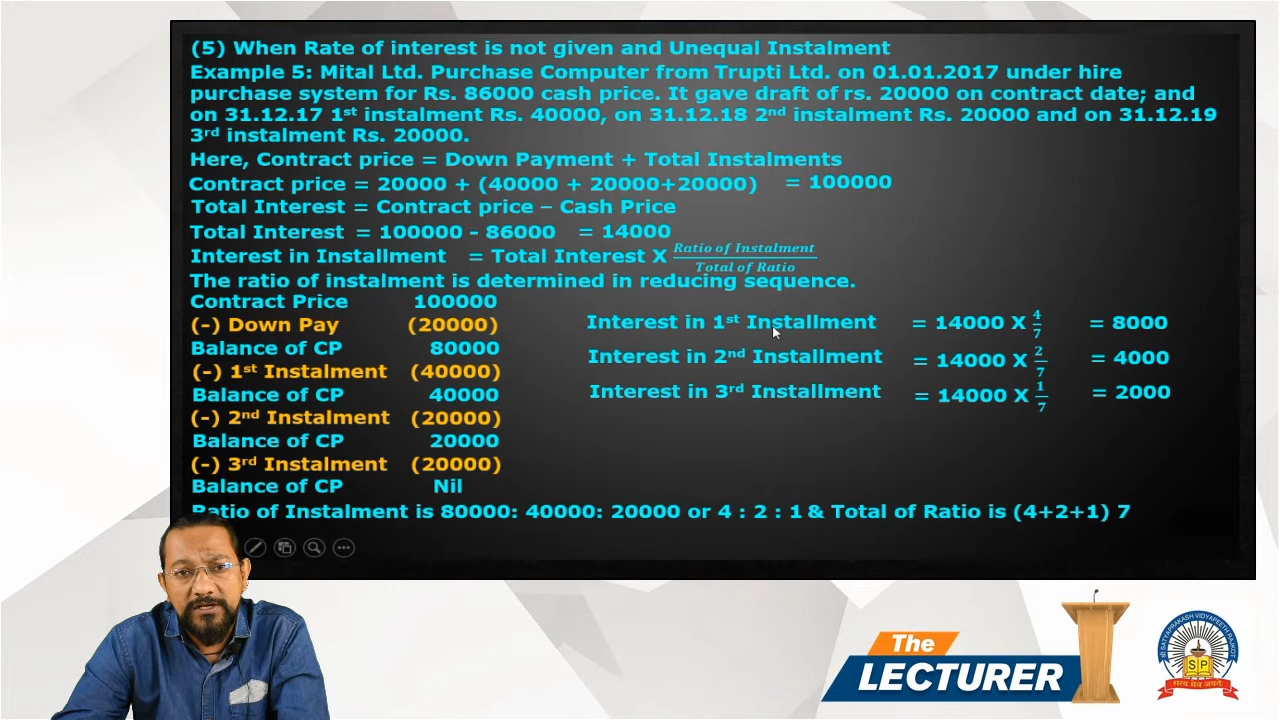 (5) When Rate of interest is not given and Unequal Instalment
Example 5: Mital Ltd. Purchase Computer from Trupti Ltd. on 01.01.2017 under hire
purchase system for Rs. 86000 cash price. It gave draft of rs. 20000 on contract date; and
on 31.12.17 1st instalment Rs. 40000, on 31.12.18 2nd instalment Rs. 20000 and on 31.12.19
3rd instalment Rs. 20000.
Here, Contract price = Down Payment + Total Instalments
Contract price = 20000 + (40000 + 20000+20000) = 100000
Total Interest = Contract price – Cash Price
Total Interest = 100000 - 86000 = 14000
Interest in Installment = Total Interest X Ratio of Instalment / Total of Ratio
The ratio of instalment is determined in reducing sequence.
Contract Price 100000
(-) Down Pay (20000)
Balance of CP 80000
(-) 1st Instalment (40000)
Balance of CP 40000
(-) 2nd Instalment (20000)
Balance of CP 20000
(-) 3rd Instalment (20000)
Balance of CP Nil
Interest in 1st Installment = 14000 X 4/7 = 8000
Interest in 2nd Installment = 14000 X 2/7 = 4000
Interest in 3rd Installment = 14000 X 1/7 = 2000
Ratio of Instalment is 80000: 40000: 20000 or 4 : 2 : 1 & Total of Ratio is (4+2+1) 7
The
LECTURER
SHREE SATYAPRAKASH VIDYAPEETH RAJKOT
SP
सत्य मेव जयते